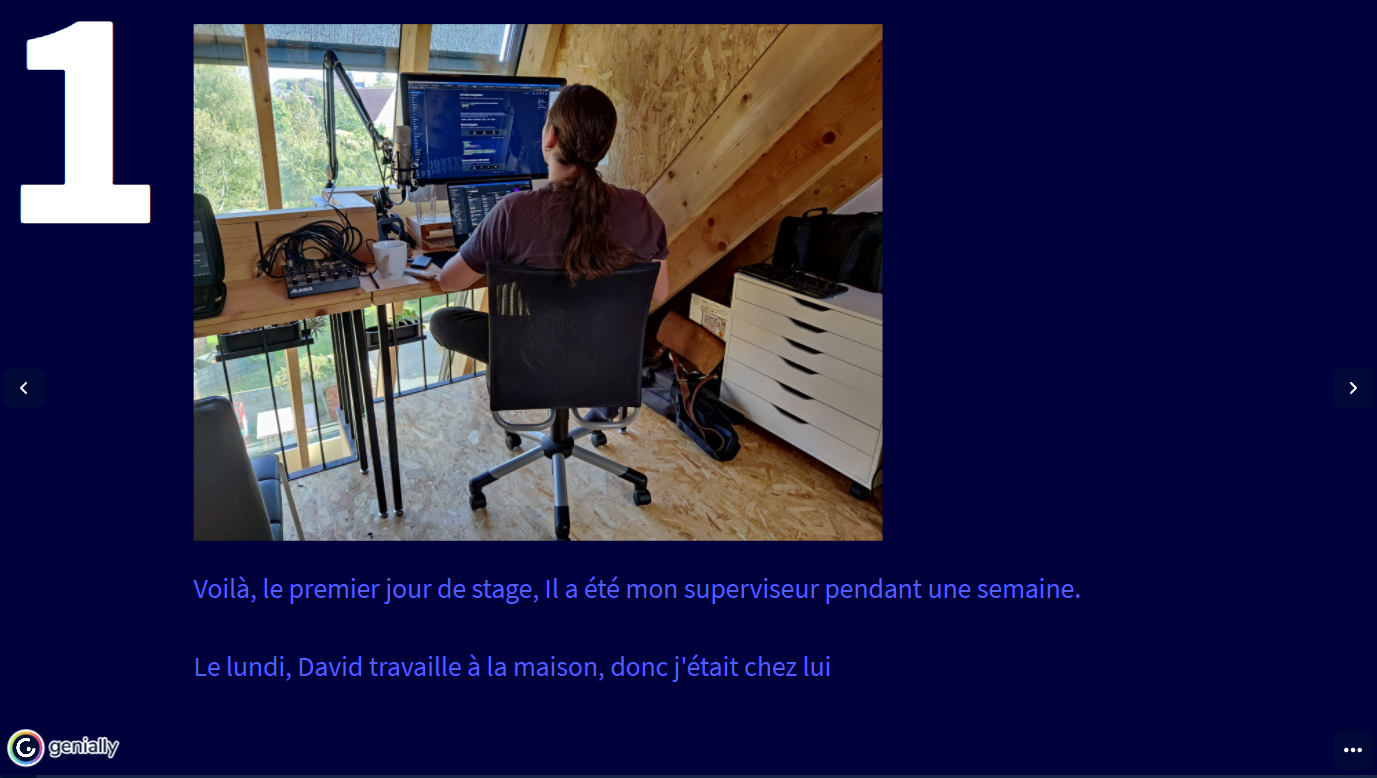 1
Voilà, le premier jour de stage, Il a été mon superviseur pendant une semaine.
Le lundi, David travaille à la maison, donc j'était chez lui
genially